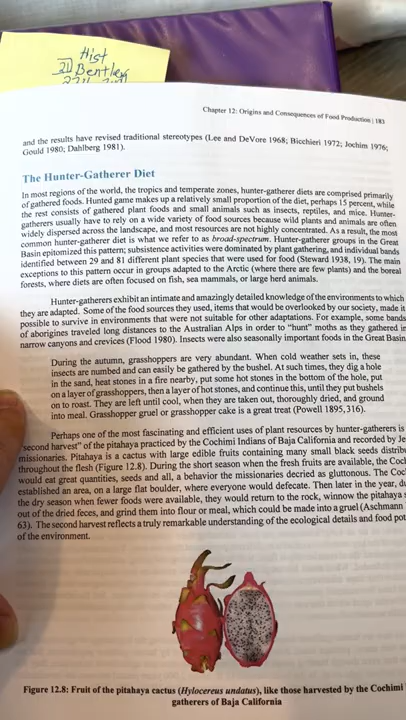 Hist
Bentley
Chapter 12: Origins and Consequences of Food Production | 183
and the results have revised traditional stereotypes (Lee and DeVore 1968; Bicchieri 1972; Jochim 1976;
Gould 1980; Dahlberg 1981).
The Hunter-Gatherer Diet
In most regions of the world, the tropics and temperate zones, hunter-gatherer diets are comprised primarily
of gathered foods. Hunted game makes up a relatively small proportion of the diet, perhaps 15 percent, while
the rest consists of gathered plant foods and small animals such as insects, reptiles, and mice. Hunter-
gatherers usually have to rely on a wide variety of food sources because wild plants and animals are often
widely dispersed across the landscape, and most resources are not highly concentrated. As a result, the most
common hunter-gatherer diet is what we refer to as broad-spectrum. Hunter-gatherer groups in the Great
Basin epitomized this pattern; subsistence activities were dominated by plant gathering, and individual bands
identified between 29 and 81 different plant species that were used for food (Steward 1938, 19). The main
exceptions to this pattern occur in groups adapted to the Arctic (where there are few plants) and the boreal
forests, where diets are often focused on fish, sea mammals, or large herd animals.
Hunter-gatherers exhibit an intimate and amazingly detailed knowledge of the environments to which
they are adapted. Some of the food sources they used, items that would be overlooked by our society, made it
possible to survive in environments that were not suitable for other adaptations. For example, some bands
of aborigines traveled long distances to the Australian Alps in order to "hunt" moths as they gathered in
narrow canyons and crevices (Flood 1980). Insects were also seasonally important foods in the Great Basin
During the autumn, grasshoppers are very abundant. When cold weather sets in, these
insects are numbed and can easily be gathered by the bushel. At such times, they dig a hole
in the sand, heat stones in a fire nearby, put some hot stones in the bottom of the hole, put
on a layer of grasshoppers, then a layer of hot stones, and continue this, until they put bushels
on to roast. They are left until cool, when they are taken out, thoroughly dried, and ground
into meal. Grasshopper gruel or grasshopper cake is a great treat (Powell 1895,316).
Perhaps one of the most fascinating and efficient uses of plant resources by hunter-gatherers is
"second harvest" of the pitahaya practiced by the Cochimi Indians of Baja California and recorded by Je
missionaries. Pitahaya is a cactus with large edible fruits containing many small black seeds distribu
throughout the flesh (Figure 12.8). During the short season when the fresh fruits are available, the Coch
would eat great quantities, seeds and all, a behavior the missionaries decried as gluttonous. The Coc
established an area, on a large flat boulder, where everyone would defecate. Then later in the year, du
the dry season when fewer foods were available, they would return to the rock, winnow the pitahaya s
out of the dried feces, and grind them into flour or meal, which could be made into a gruel (Aschmann
63). The second harvest reflects a truly remarkable understanding of the ecological details and food pot
of the environment.
Figure 12.8: Fruit of the pitahaya cactus (Hylocereus undatus), like those harvested by the Cochimi
gatherers of Baja California